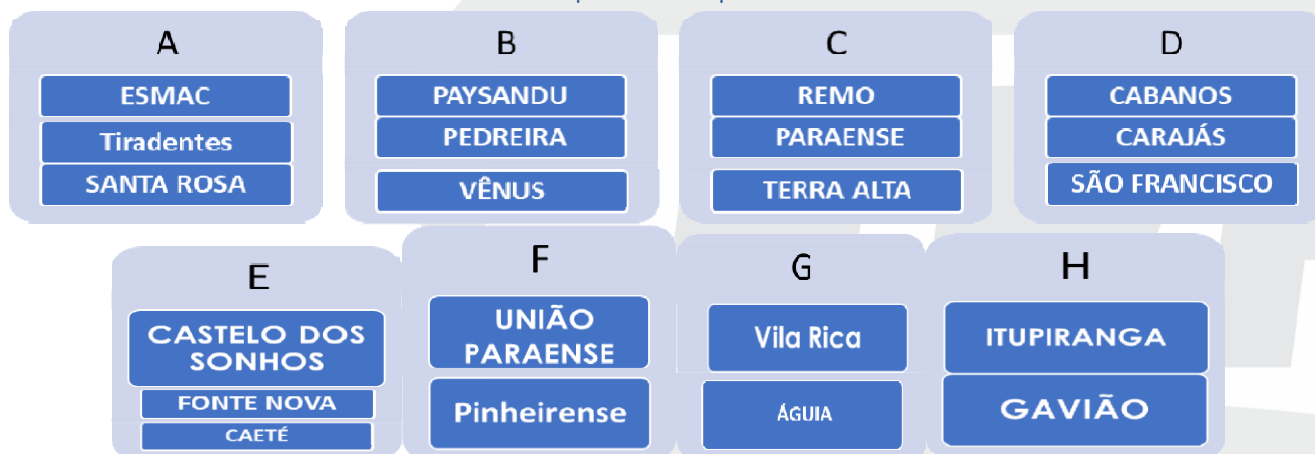 A
ESMAC
Tiradentes
SANTA ROSA
B
PAYSANDU
PEDREIRA
VÊNUS
C
REMO
PARAENSE
TERRA ALTA
D
CABANOS
CARAJÁS
SÃO FRANCISCO
E
CASTELO DOS
SONHOS
FONTE NOVA
CAETÉ
F
UNIÃO
PARAENSE
Pinheirense
G
Vila Rica
ÁGUIA
H
ITUPIRANGA
GAVIÃO